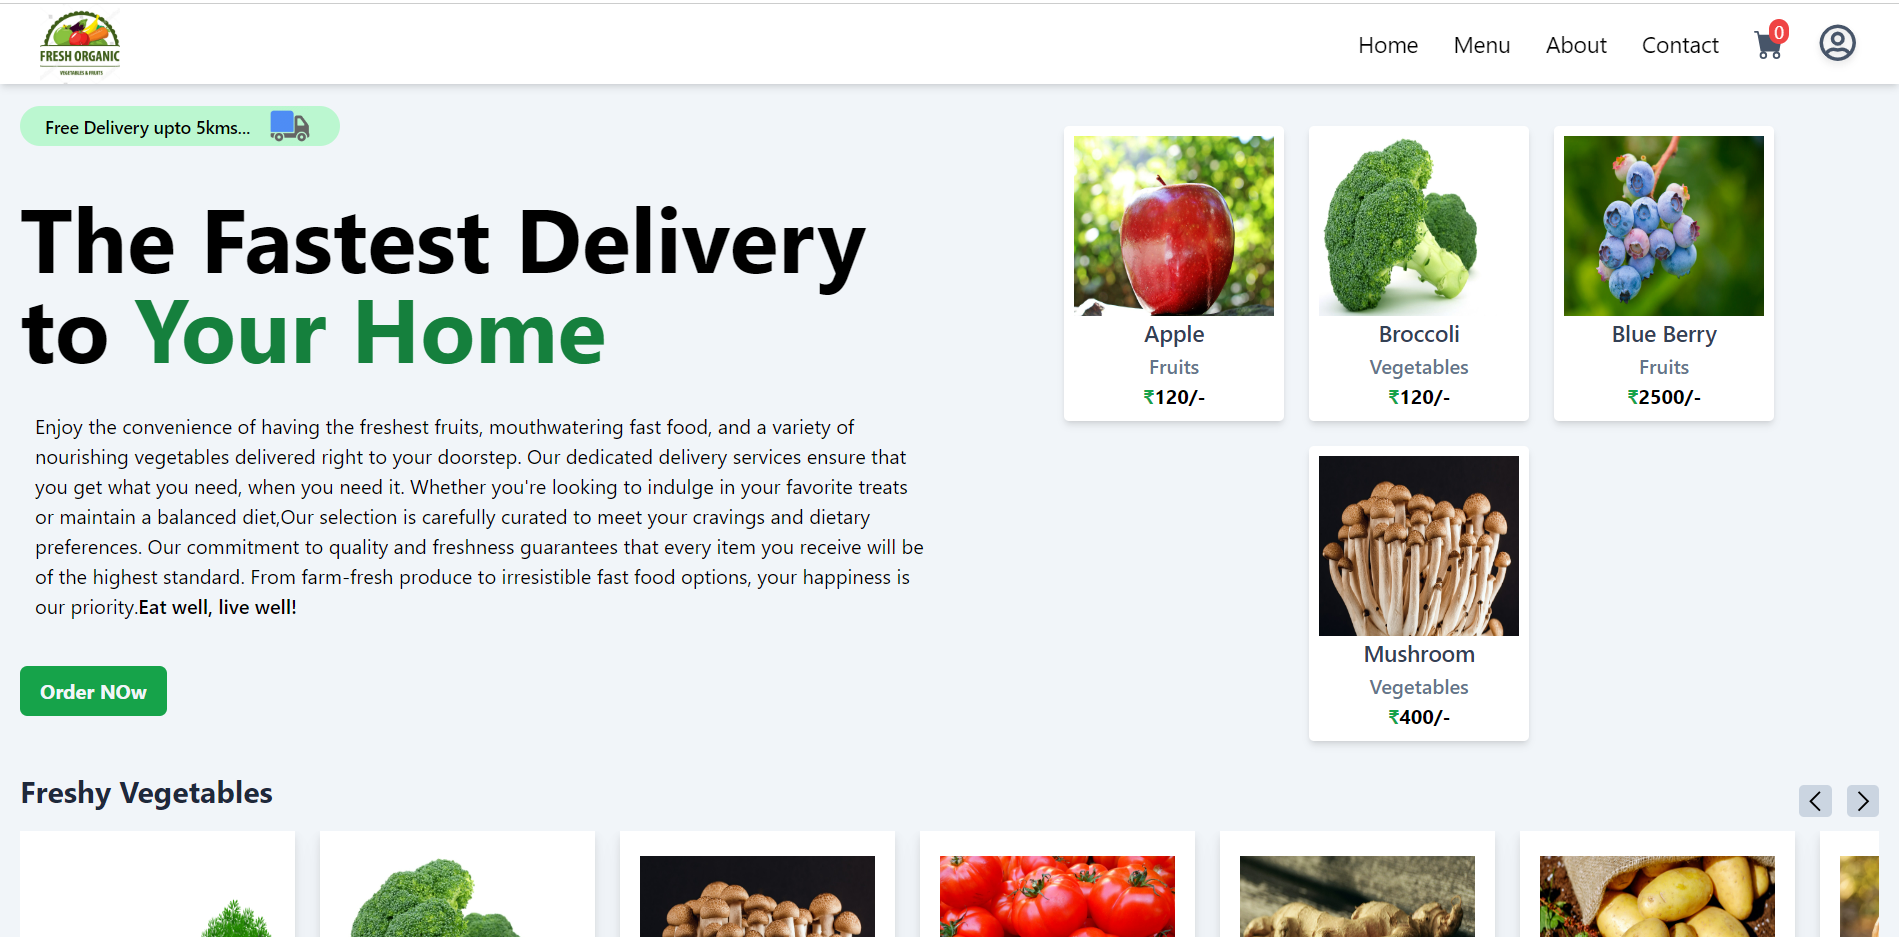 FRESH ORGANIC
VEGETABLES & FRUITS
Home
Menu
About
Contact
0
Free Delivery upto 5kms...
The Fastest Delivery
to Your Home
Enjoy the convenience of having the freshest fruits, mouthwatering fast food, and a variety of
nourishing vegetables delivered right to your doorstep. Our dedicated delivery services ensure that
you get what you need, when you need it. Whether you're looking to indulge in your favorite treats
or maintain a balanced diet,Our selection is carefully curated to meet your cravings and dietary
preferences. Our commitment to quality and freshness guarantees that every item you receive will be
of the highest standard. From farm-fresh produce to irresistible fast food options, your happiness is
our priority.Eat well, live well!
Order NOw
Apple
Fruits
₹120/-
Broccoli
Vegetables
₹120/-
Blue Berry
Fruits
₹2500/-
Mushroom
Vegetables
₹400/-
Freshy Vegetables